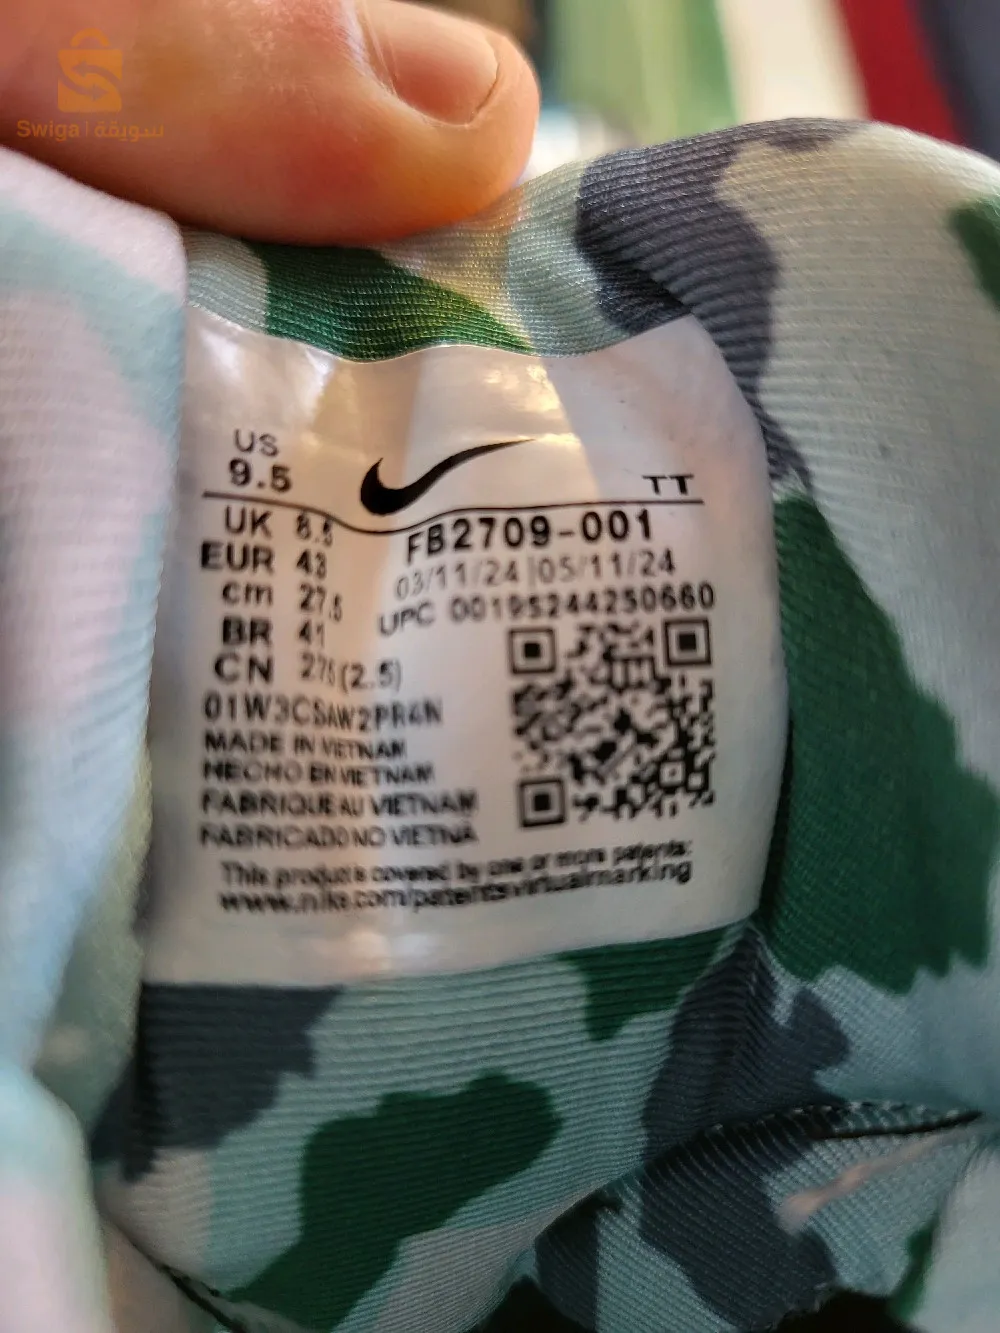 Swiga | سويقة
US
9.5
TT
UK 8.5
EUR 43
cm 27.5
BR 41
CN 275(2.5)
FB2709-001
03/11/24 | 05/11/24
UPC 00195244250660
01W3CSAW2PR4N
MADE IN VIETNAM
HECHO EN VIETNAM
FABRIQUE AU VIETNAM
FABRICADO NO VIETNÃ
This product is covered by one or more patents:
www.nike.com/patentsvirtualmarking